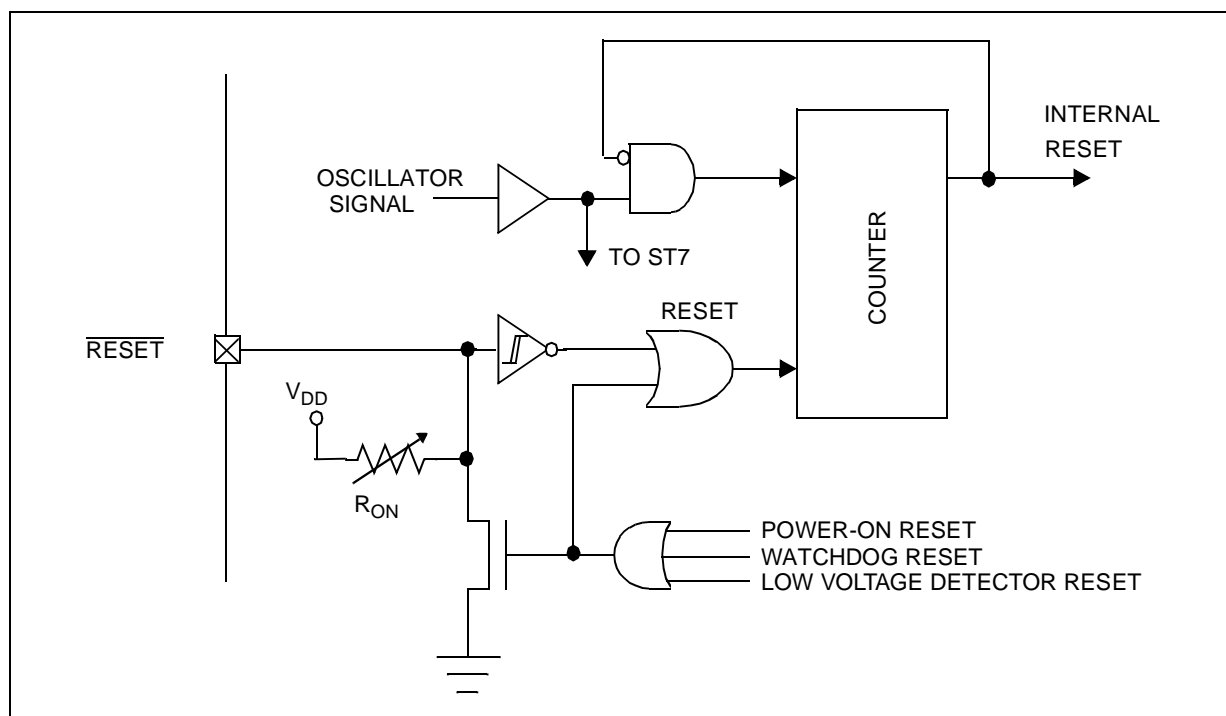 INTERNAL
RESET
OSCILLATOR
SIGNAL
TO ST7
COUNTER
RESET
RESET
VDD
RON
POWER-ON RESET
WATCHDOG RESET
LOW VOLTAGE DETECTOR RESET